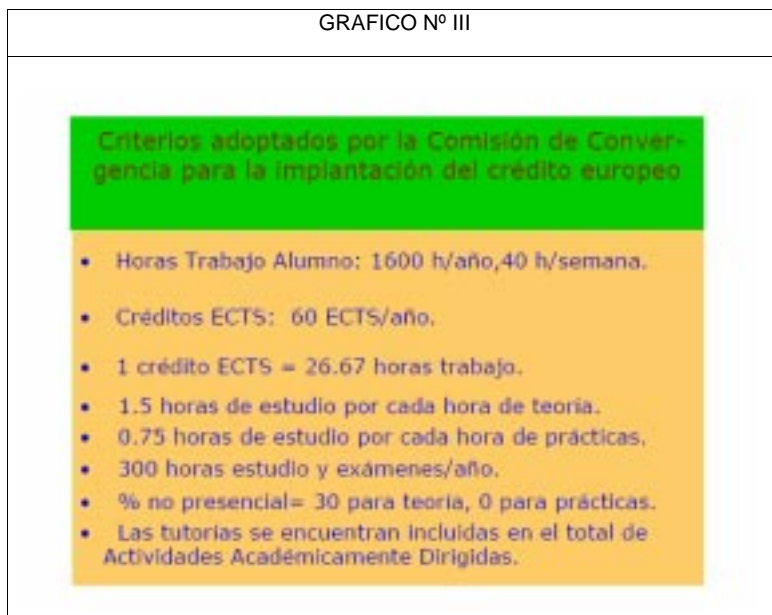 GRAFICO Nº III
Criterios adoptados por la Comisión de Conver-
gencia para la implantación del crédito europeo
• Horas Trabajo Alumno: 1600 h/año,40 h/semana.
• Créditos ECTS: 60 ECTS/año.
• 1 crédito ECTS = 26.67 horas trabajo.
• 1.5 horas de estudio por cada hora de teoría.
• 0.75 horas de estudio por cada hora de prácticas.
• 300 horas estudio y exámenes/año.
• % no presencial= 30 para teoría, 0 para prácticas.
• Las tutorías se encuentran incluidas en el total de
Actividades Académicamente Dirigidas.